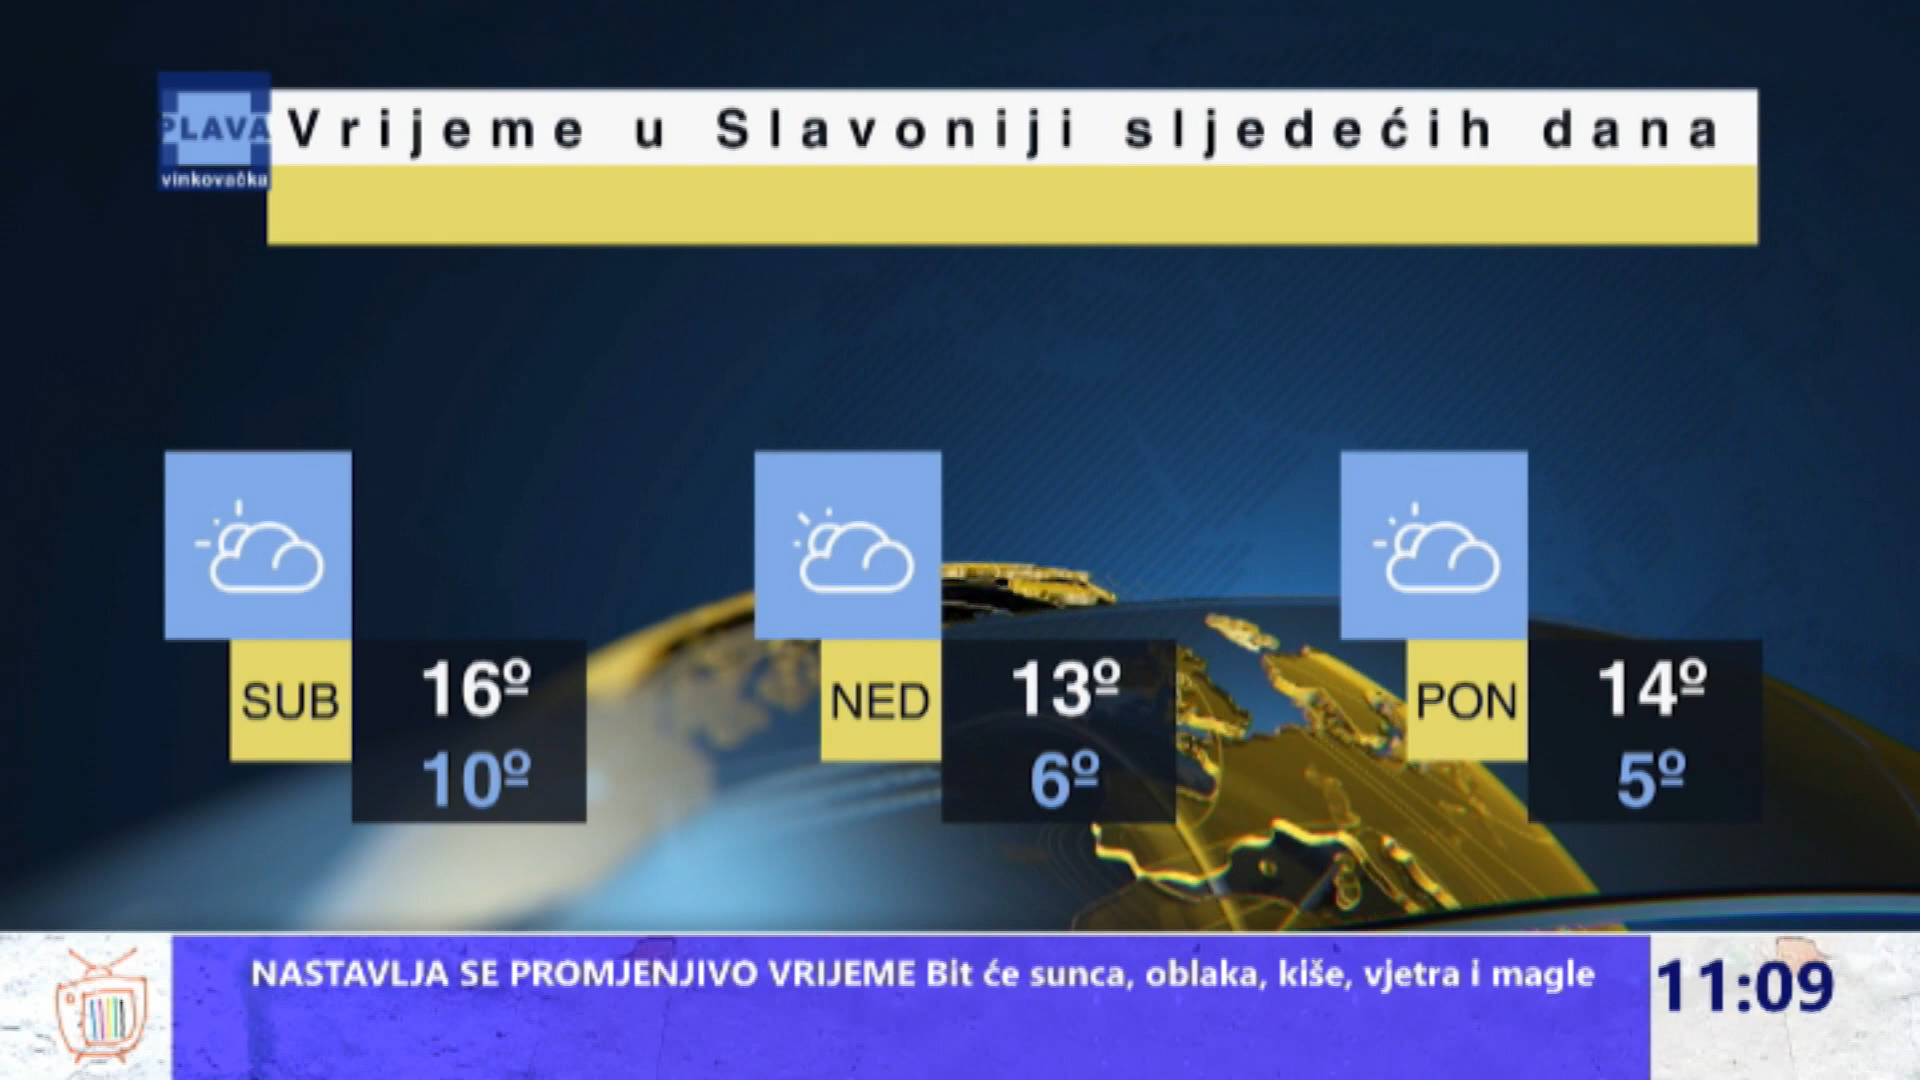 PLAVA
vinkovačka
Vrijeme u Slavoniji sljedećih dana
SUB
16º
10º
NED
13º
6º
PON
14º
5º
NASTAVLJA SE PROMJENJIVO VRIJEME Bit će sunca, oblaka, kiše, vjetra i magle
11:09